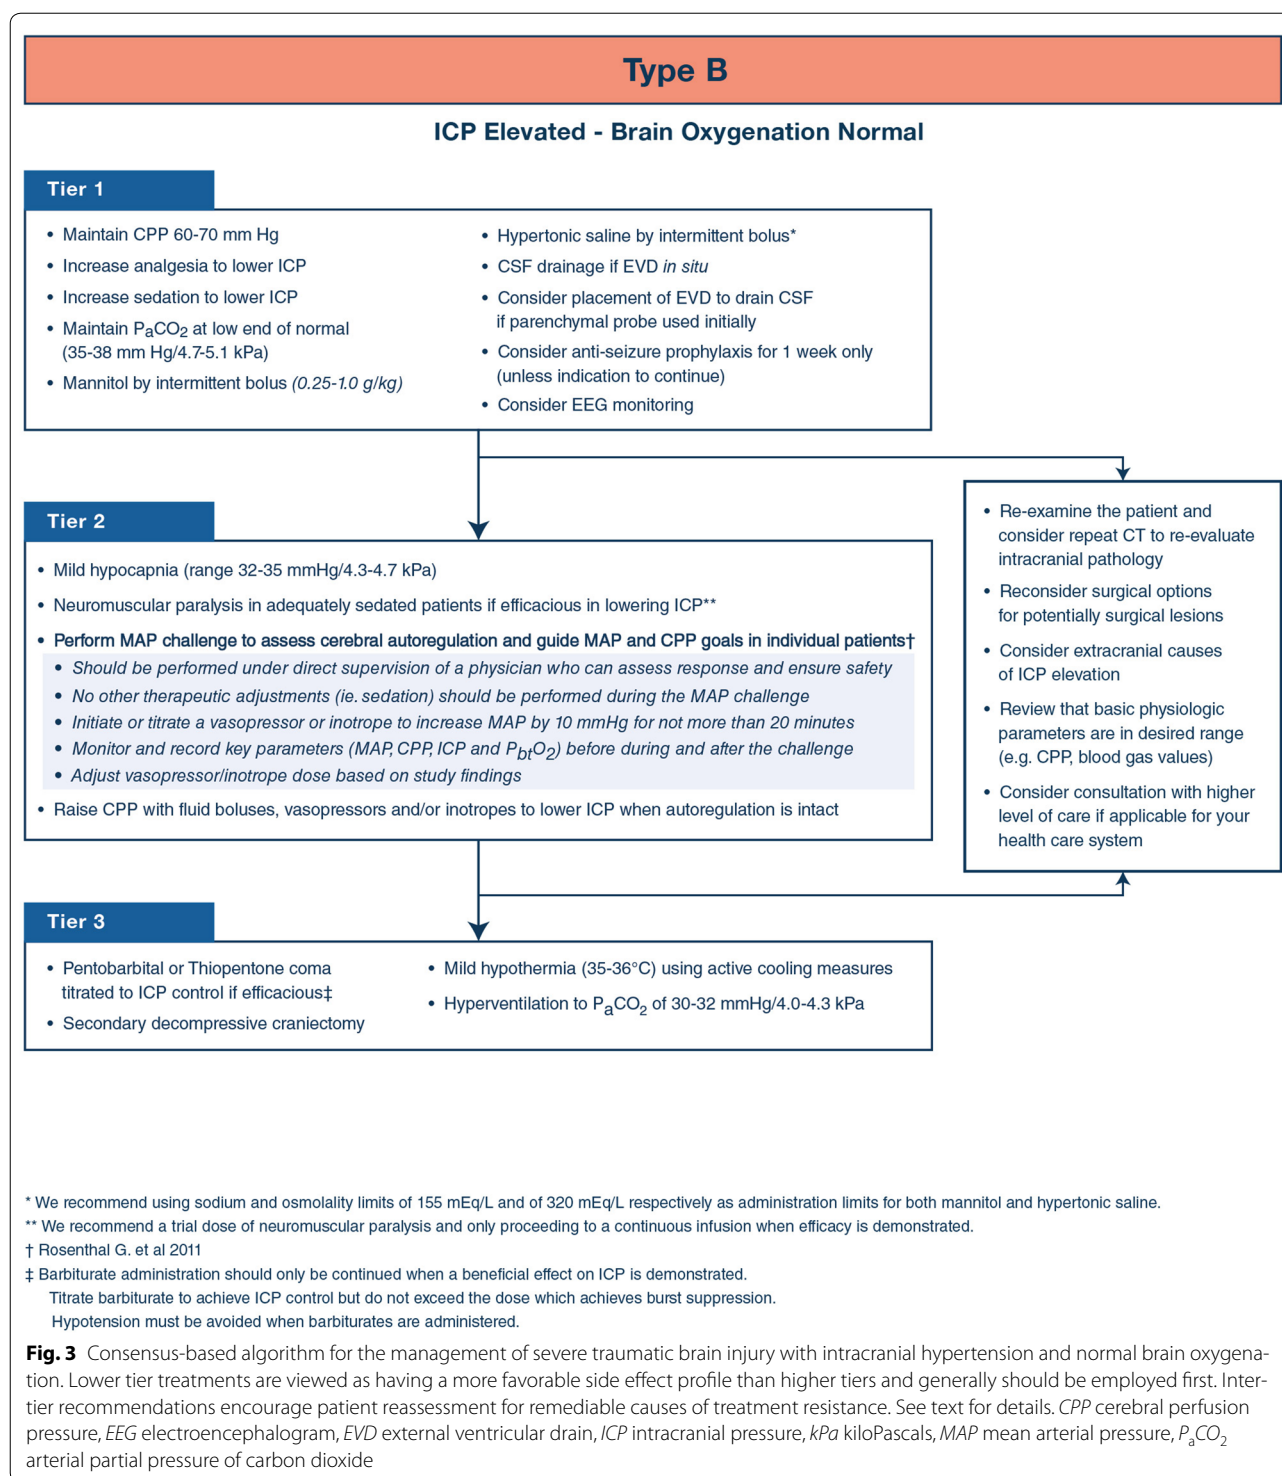 Type B
ICP Elevated - Brain Oxygenation Normal
Tier 1
• Maintain CPP 60-70 mm Hg
• Increase analgesia to lower ICP
• Increase sedation to lower ICP
• Maintain PaCO2 at low end of normal
(35-38 mm Hg/4.7-5.1 kPa)
• Mannitol by intermittent bolus (0.25-1.0 g/kg)
• Hypertonic saline by intermittent bolus*
• CSF drainage if EVD in situ
• Consider placement of EVD to drain CSF
if parenchymal probe used initially
• Consider anti-seizure prophylaxis for 1 week only
(unless indication to continue)
• Consider EEG monitoring
Tier 2
• Mild hypocapnia (range 32-35 mmHg/4.3-4.7 kPa)
• Neuromuscular paralysis in adequately sedated patients if efficacious in lowering ICP**
• Perform MAP challenge to assess cerebral autoregulation and guide MAP and CPP goals in individual patients†
• Should be performed under direct supervision of a physician who can assess response and ensure safety
• No other therapeutic adjustments (ie. sedation) should be performed during the MAP challenge
• Initiate or titrate a vasopressor or inotrope to increase MAP by 10 mmHg for not more than 20 minutes
• Monitor and record key parameters (MAP, CPP, ICP and PbtO2) before during and after the challenge
• Adjust vasopressor/inotrope dose based on study findings
• Raise CPP with fluid boluses, vasopressors and/or inotropes to lower ICP when autoregulation is intact
• Re-examine the patient and
consider repeat CT to re-evaluate
intracranial pathology
• Reconsider surgical options
for potentially surgical lesions
• Consider extracranial causes
of ICP elevation
• Review that basic physiologic
parameters are in desired range
(e.g. CPP, blood gas values)
• Consider consultation with higher
level of care if applicable for your
health care system
Tier 3
• Pentobarbital or Thiopentone coma
titrated to ICP control if efficacious‡
• Secondary decompressive craniectomy
• Mild hypothermia (35-36°C) using active cooling measures
• Hyperventilation to PaCO2 of 30-32 mmHg/4.0-4.3 kPa
* We recommend using sodium and osmolality limits of 155 mEq/L and of 320 mEq/L respectively as administration limits for both mannitol and hypertonic saline.
** We recommend a trial dose of neuromuscular paralysis and only proceeding to a continuous infusion when efficacy is demonstrated.
† Rosenthal G. et al 2011
‡ Barbiturate administration should only be continued when a beneficial effect on ICP is demonstrated.
Titrate barbiturate to achieve ICP control but do not exceed the dose which achieves burst suppression.
Hypotension must be avoided when barbiturates are administered.
Fig. 3 Consensus-based algorithm for the management of severe traumatic brain injury with intracranial hypertension and normal brain oxygena-
tion. Lower tier treatments are viewed as having a more favorable side effect profile than higher tiers and generally should be employed first. Inter-
tier recommendations encourage patient reassessment for remediable causes of treatment resistance. See text for details. CPP cerebral perfusion
pressure, EEG electroencephalogram, EVD external ventricular drain, ICP intracranial pressure, kPa kiloPascals, MAP mean arterial pressure, PaCO2
arterial partial pressure of carbon dioxide